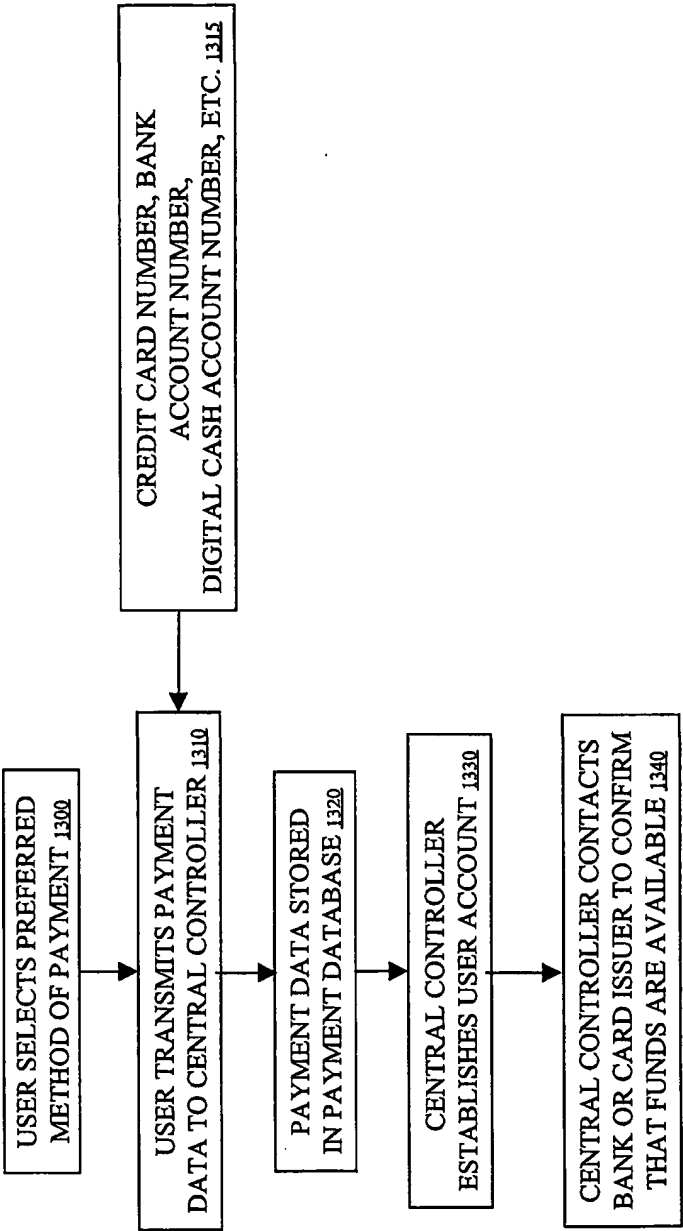 USER SELECTS PREFERRED
METHOD OF PAYMENT 1300
USER TRANSMITS PAYMENT
DATA TO CENTRAL CONTROLLER 1310
CREDIT CARD NUMBER, BANK
ACCOUNT NUMBER,
DIGITAL CASH ACCOUNT NUMBER, ETC. 1315
PAYMENT DATA STORED
IN PAYMENT DATABASE 1320
CENTRAL CONTROLLER
ESTABLISHES USER ACCOUNT 1330
CENTRAL CONTROLLER CONTACTS
BANK OR CARD ISSUER TO CONFIRM
THAT FUNDS ARE AVAILABLE 1340